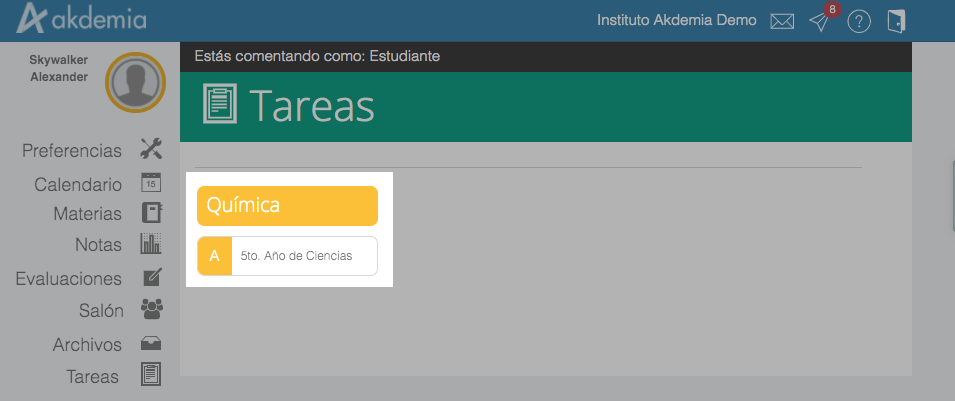 akdemia
Instituto Akdemia Demo
8
?
Skywalker
Alexander
Estás comentando como: Estudiante
Tareas
Preferencias
Calendario
15
Materias
Notas
Evaluaciones
Salón
Archivos
Tareas
Química
A
5to. Año de Ciencias